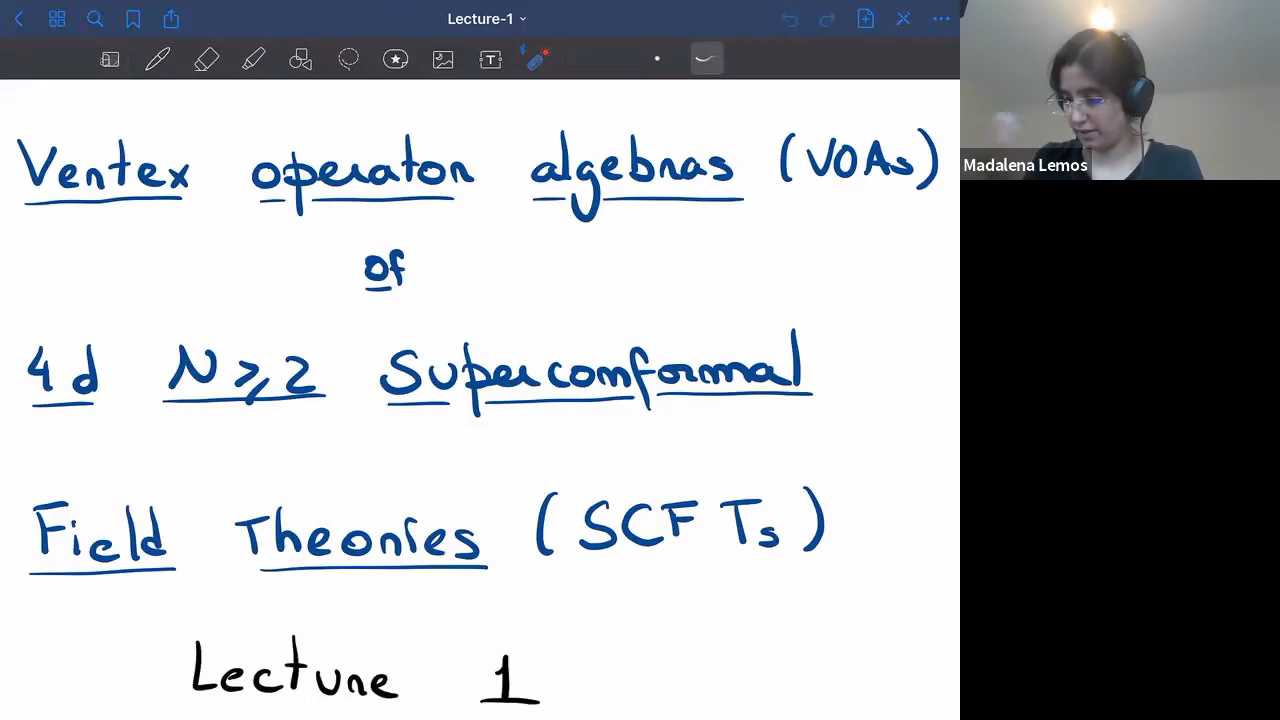 Lecture-1
Vertex operator algebras (VOAs)
of
4d N⩾2 Superconformal
Field Theories (SCFTs)
Lecture 1
Madalena Lemos